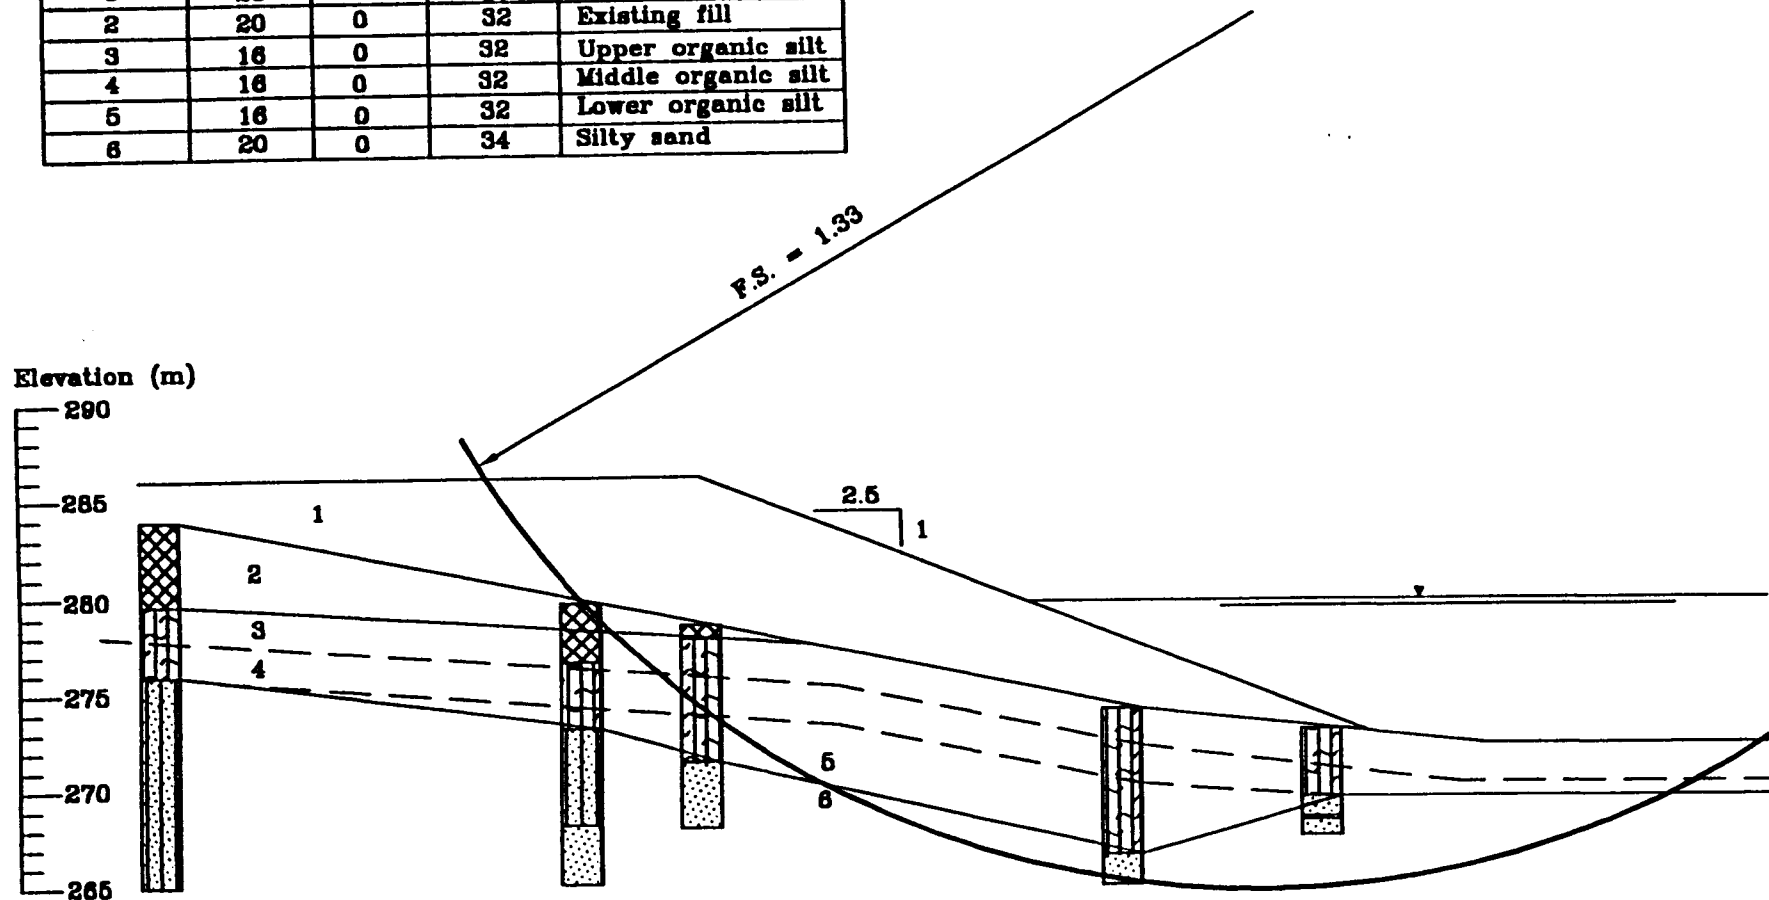 2 20 0 32 Existing fill
3 16 0 32 Upper organic silt
4 16 0 32 Middle organic silt
5 16 0 32 Lower organic silt
6 20 0 34 Silty sand
F.S. = 1.33
Elevation (m)
290
285
280
275
270
265
2.5
1
1
2
3
4
5
6